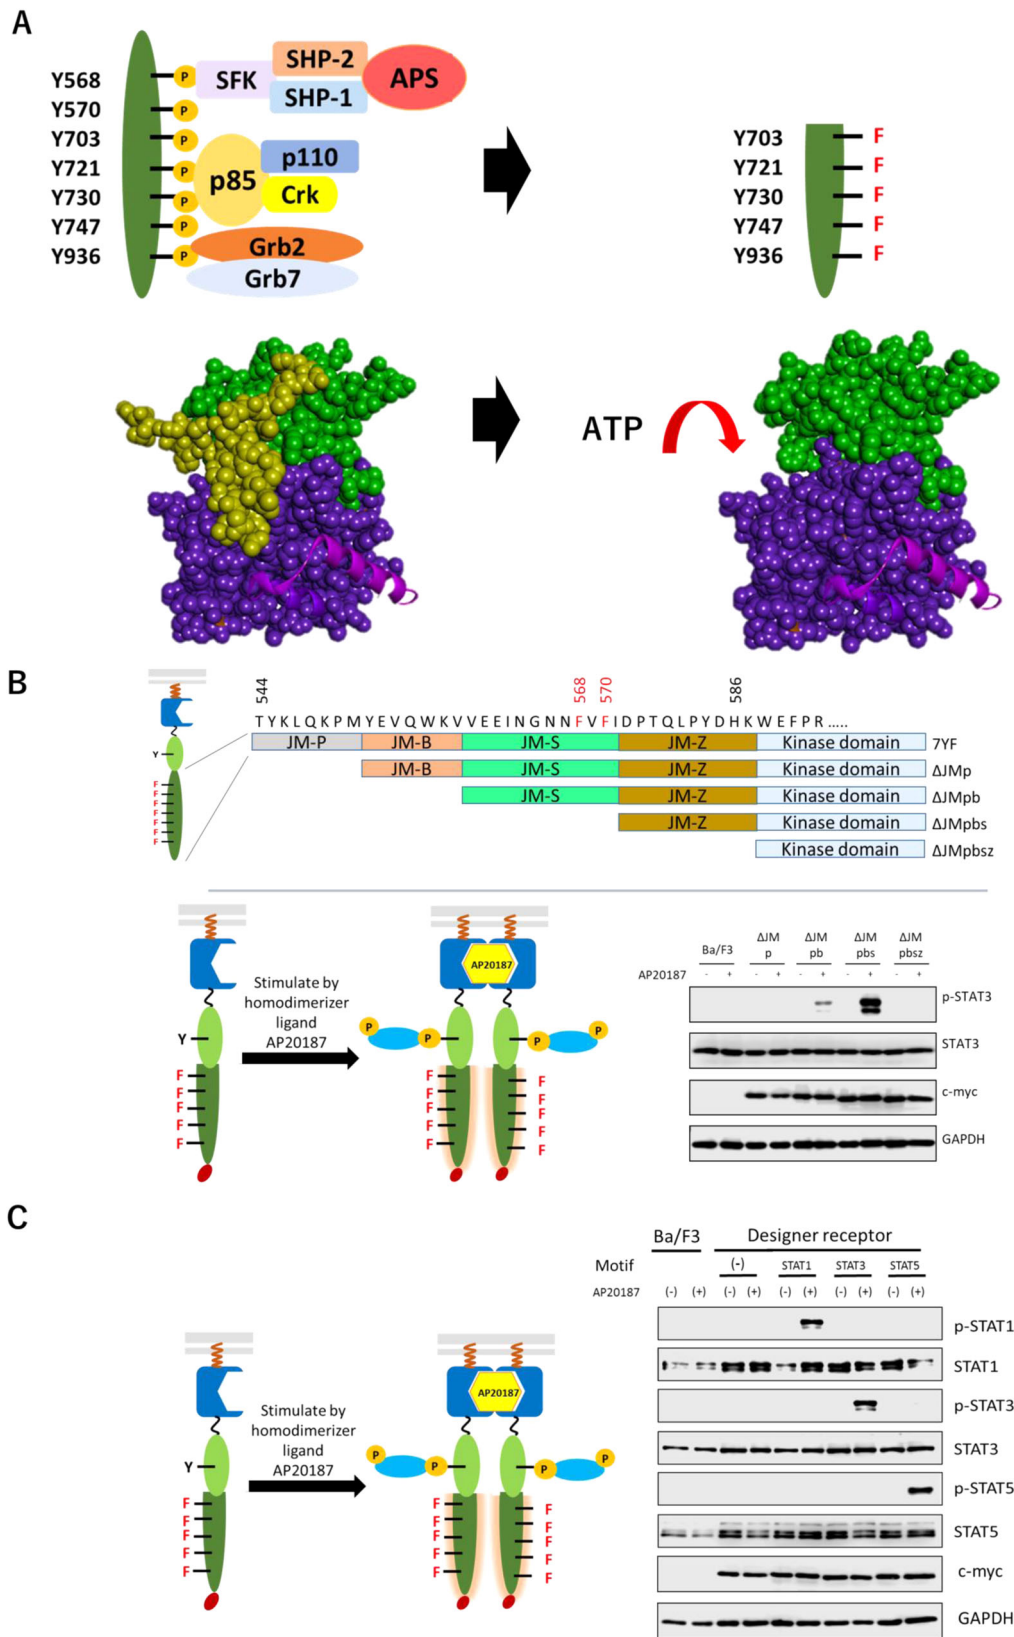 A
Y568
Y570
Y703
Y721
Y730
Y747
Y936
P
P
P
P
P
P
P
SFK
SHP-2
SHP-1
APS
p85
p110
Crk
Grb2
Grb7
Y703 F
Y721 F
Y730 F
Y747 F
Y936 F
ATP
B
544 568 570 586
T Y K L Q K P M Y E V Q W K V V E E I N G N N F V F I D P T Q L P Y D H K W E F P R .....
JM-P JM-B JM-S JM-Z Kinase domain 7YF
JM-B JM-S JM-Z Kinase domain ΔJMp
JM-S JM-Z Kinase domain ΔJMpb
JM-Z Kinase domain ΔJMpbs
Kinase domain ΔJMpbsz
Y
F
F
F
F
F
F
F
Y
F
F
F
F
F
Stimulate by
homodimerizer
ligand
AP20187
AP20187
P P P P
F F
F F
F F
F F
F F
Ba/F3 ΔJM p ΔJM pb ΔJM pbs ΔJM pbsz
AP20187 - + - + - + - + - +
p-STAT3
STAT3
c-myc
GAPDH
C
Y
F
F
F
F
F
Stimulate by
homodimerizer
ligand
AP20187
AP20187
P P P P
F F
F F
F F
F F
F F
Ba/F3 Designer receptor
Motif (-) STAT1 STAT3 STAT5
AP20187 (-) (+) (-) (+) (-) (+) (-) (+) (-) (+)
p-STAT1
STAT1
p-STAT3
STAT3
p-STAT5
STAT5
c-myc
GAPDH